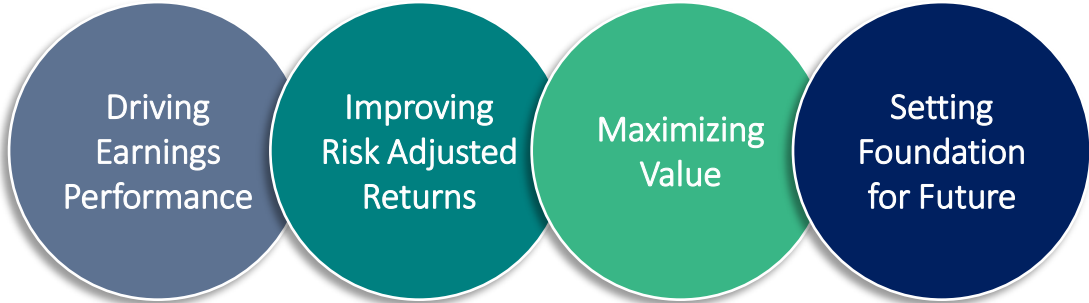 Driving
Earnings
Performance
Improving
Risk Adjusted
Returns
Maximizing
Value
Setting
Foundation
for Future